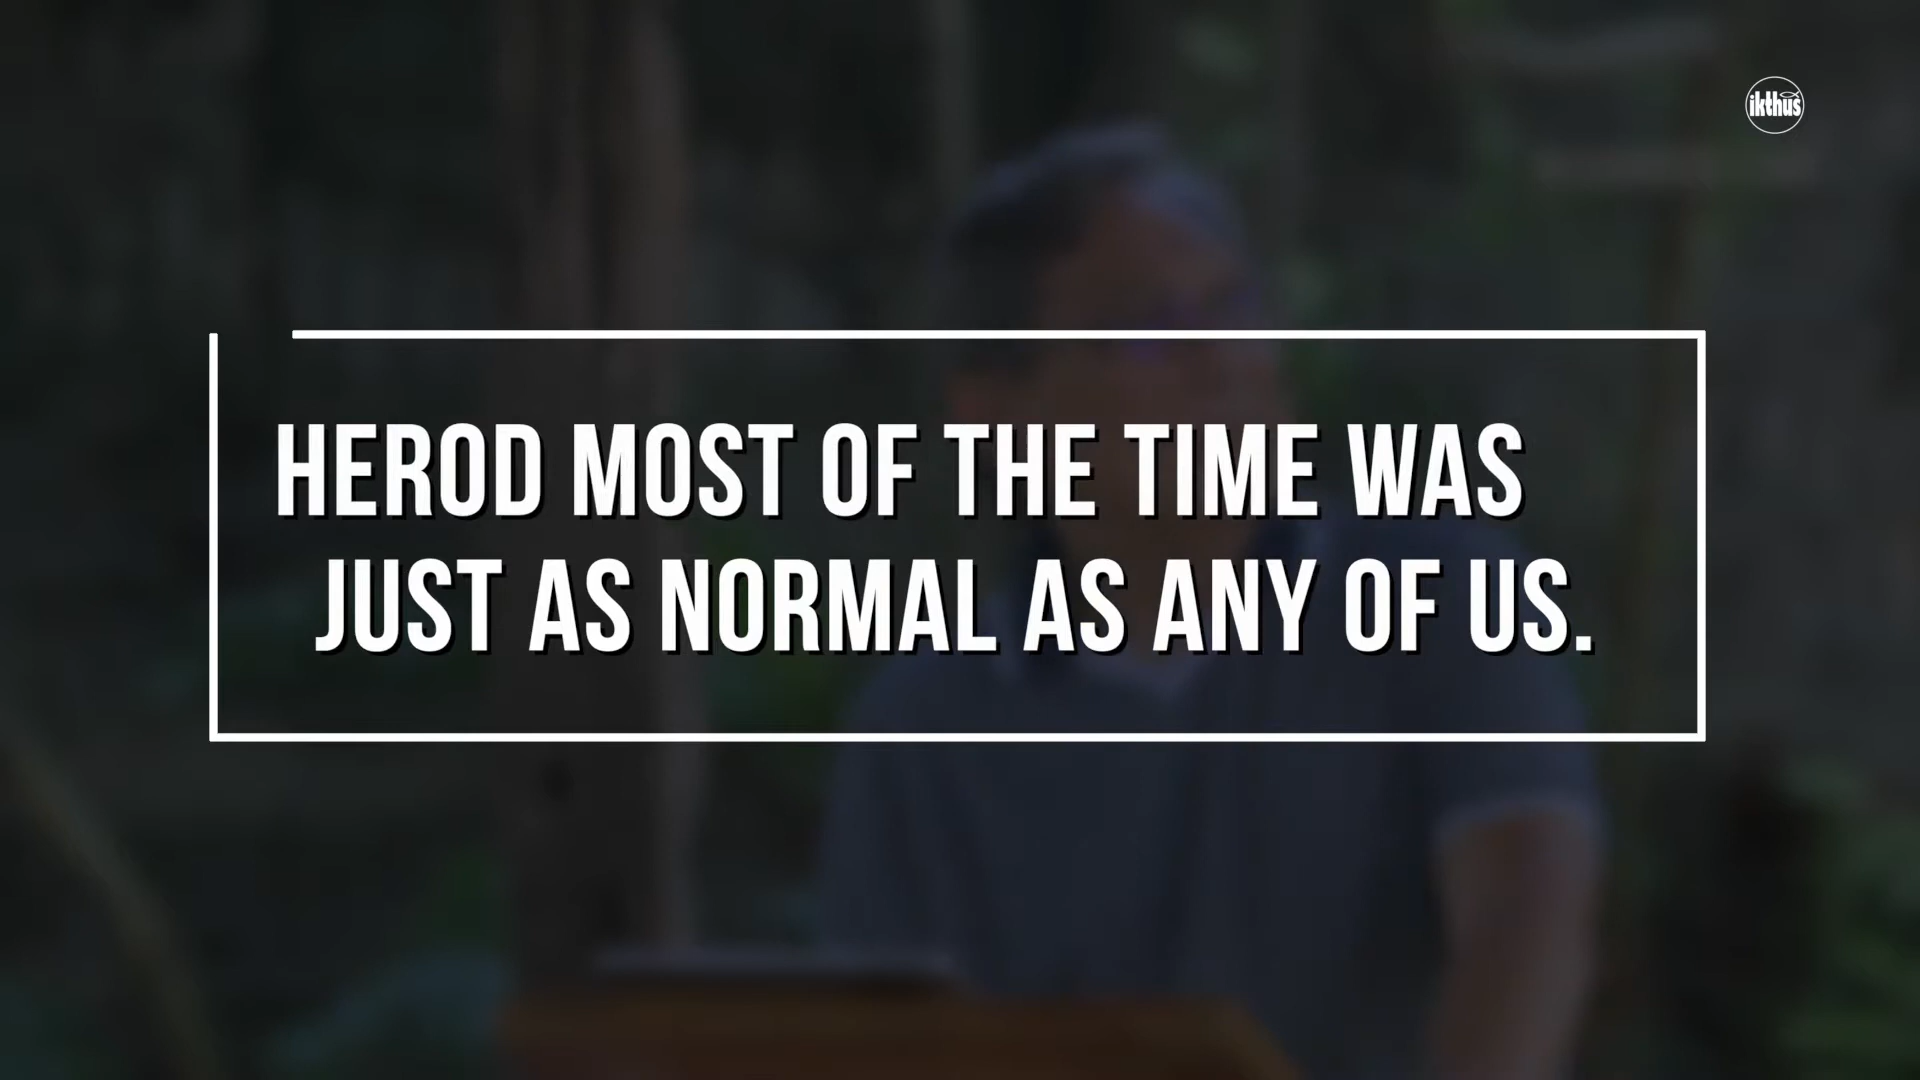 ikthus
HEROD MOST OF THE TIME WAS
JUST AS NORMAL AS ANY OF US.